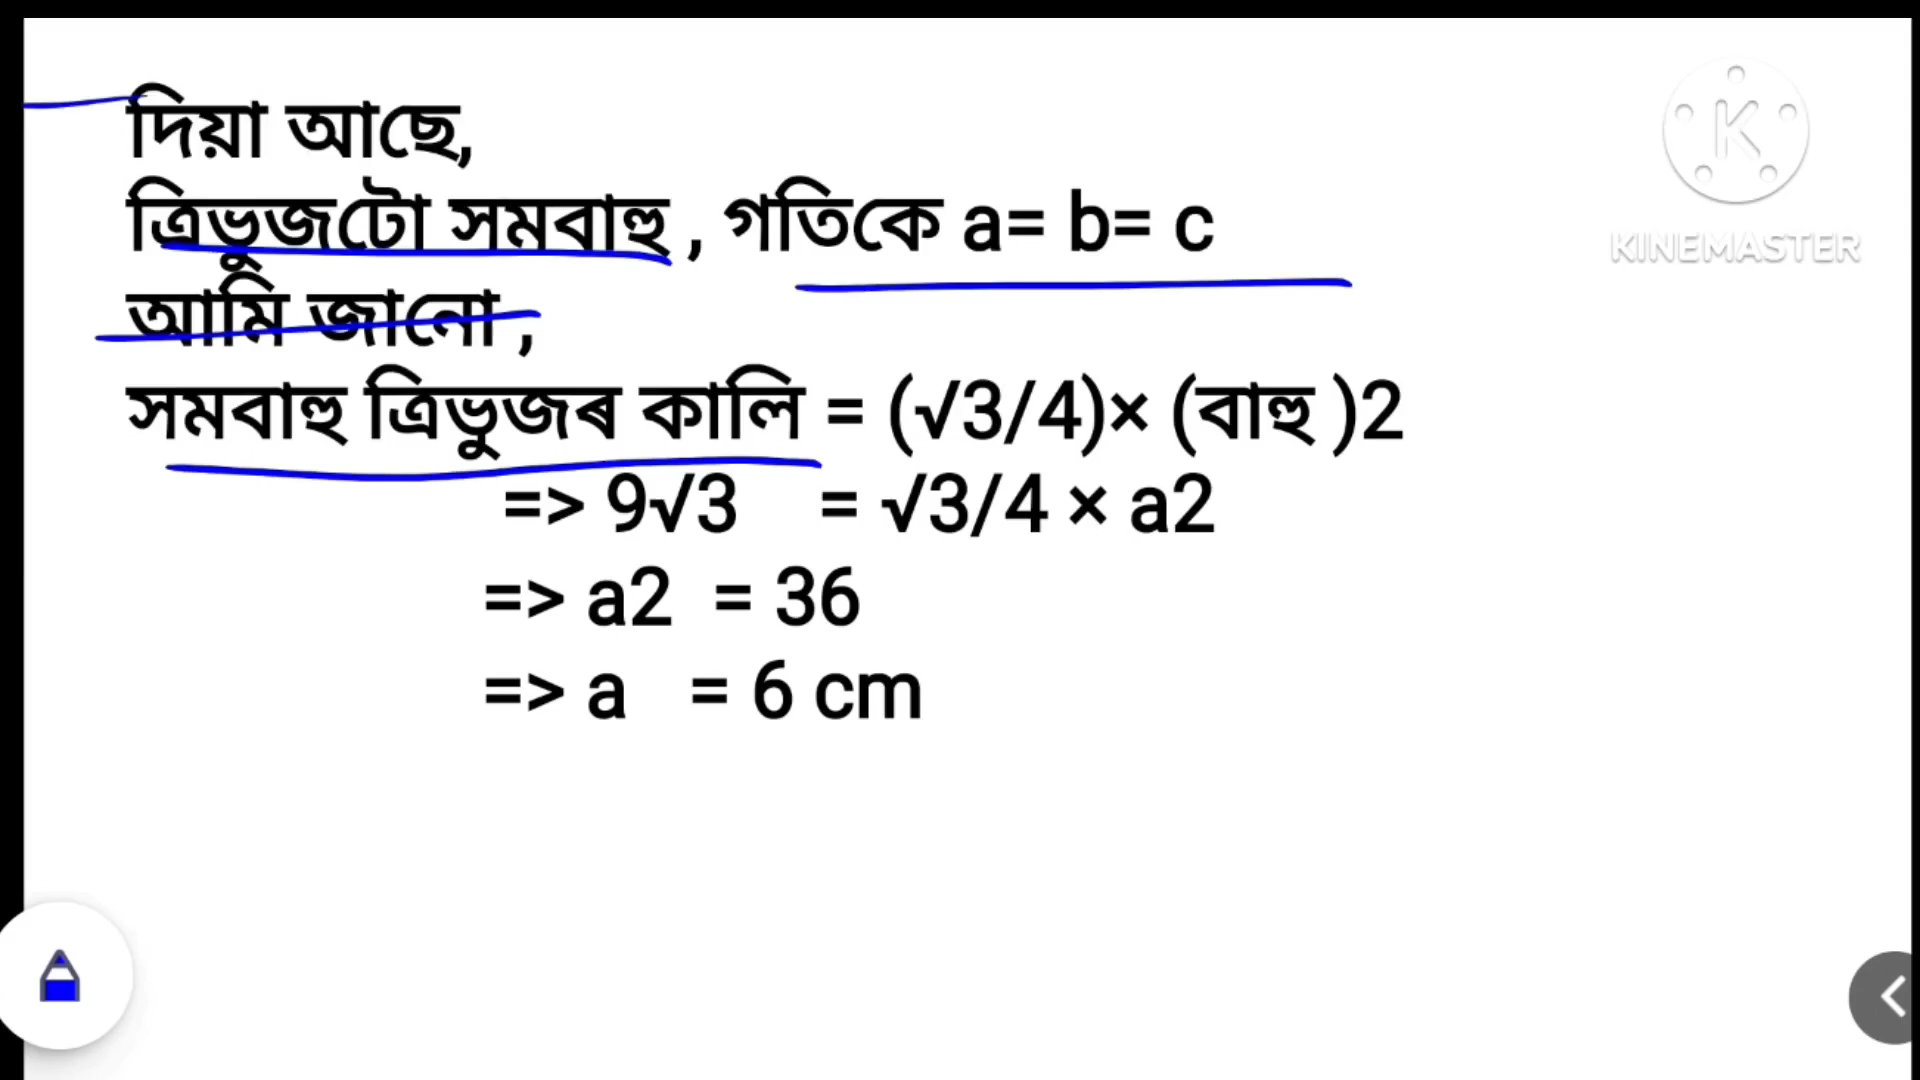 দিয়া আছে,
ত্রিভুজটো সমবাহু , গতিকে a= b= c
আমি জানো ,
সমবাহু ত্রিভুজৰ কালি = (√3/4)× (বাহু )2
=> 9√3 = √3/4 × a2
=> a2 = 36
=> a = 6 cm
K
KINEMASTER